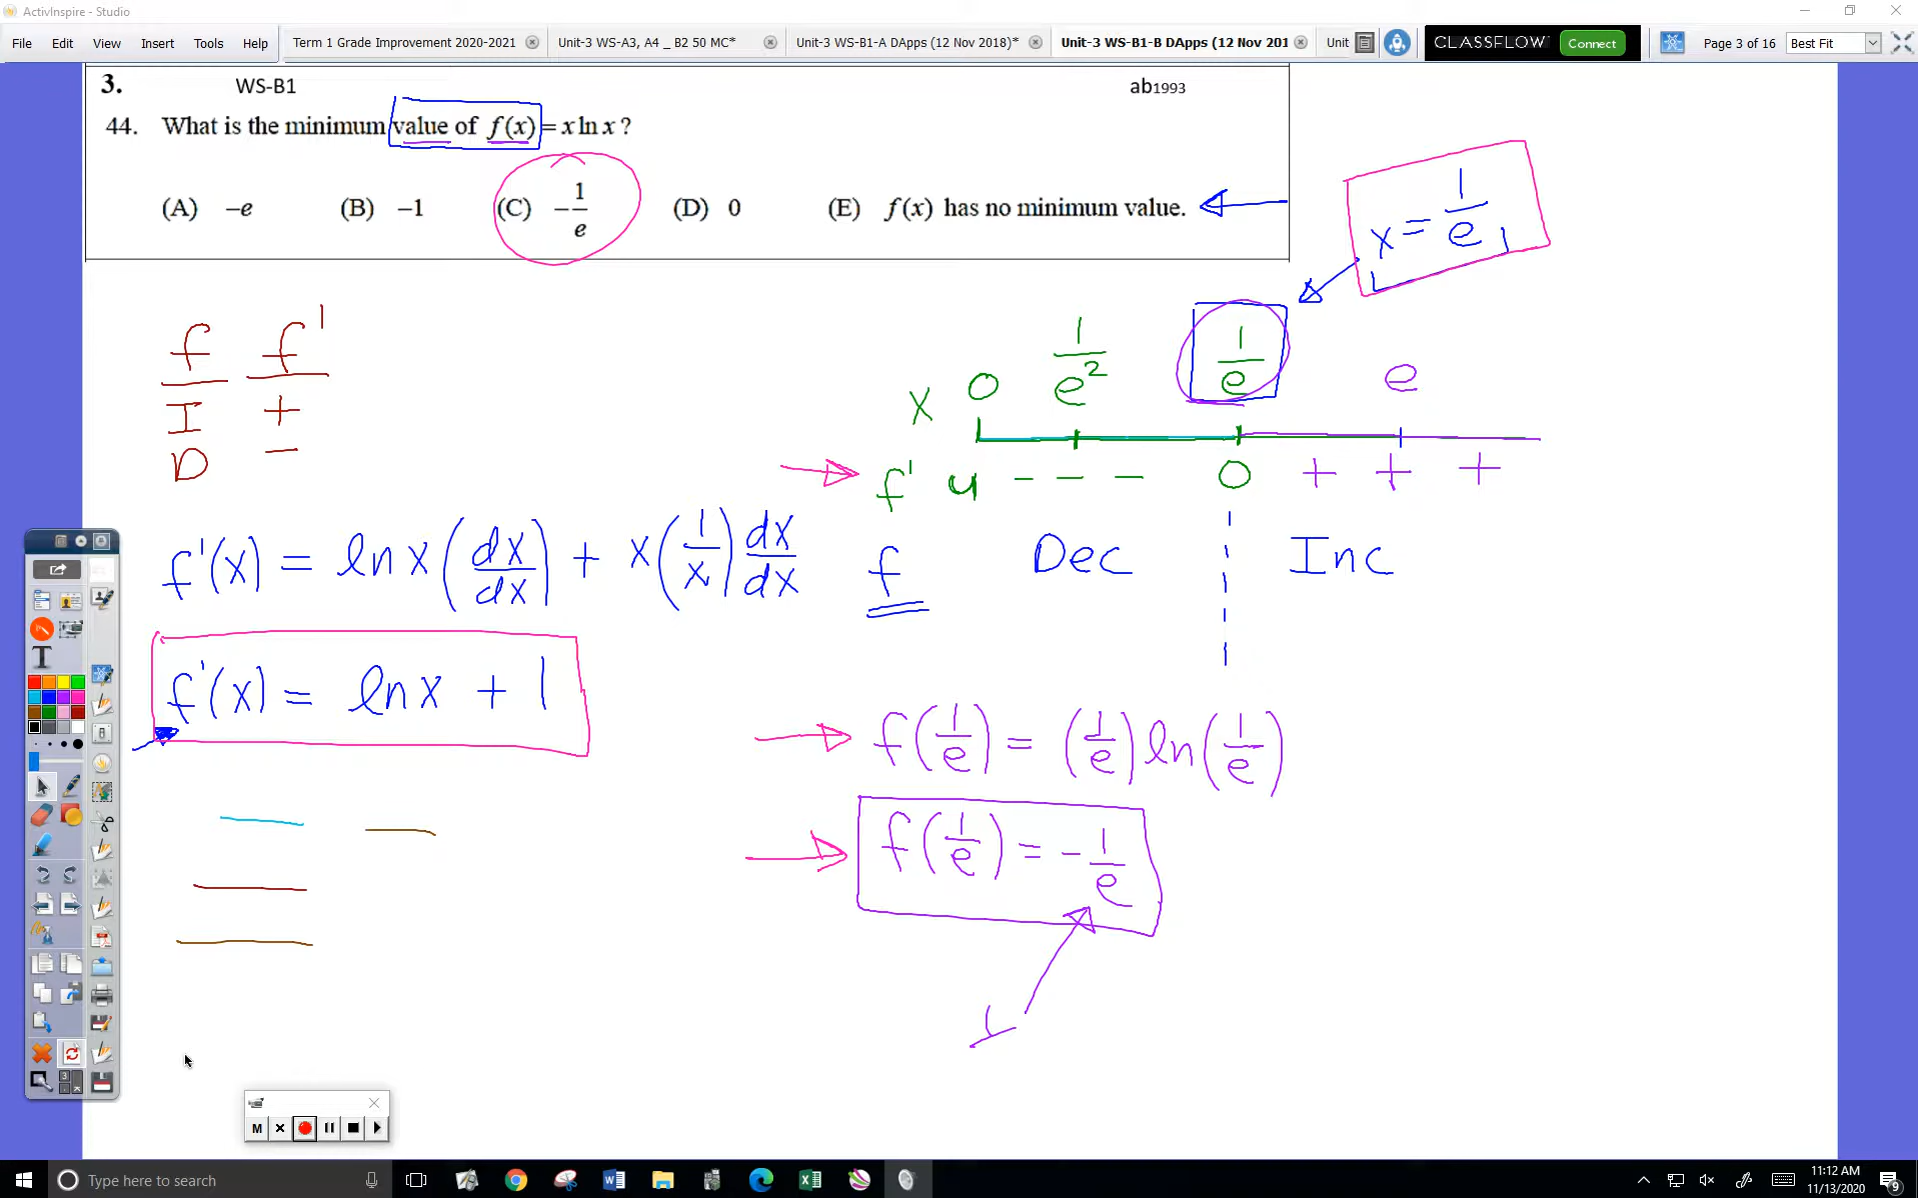 ActivInspire - Studio
File Edit View Insert Tools Help
Term 1 Grade Improvement 2020-2021
Unit-3 WS-A3, A4 _ B2 50 MC*
Unit-3 WS-B1-A DApps (12 Nov 2018)*
Unit-3 WS-B1-B DApps (12 Nov 201
Unit
CLASSFLOW
Connect
Page 3 of 16
Best Fit
3. WS-B1 ab1993
44. What is the minimum value of f(x) = x ln x ?
(A) -e (B) -1 (C) -1/e (D) 0 (E) f(x) has no minimum value.
x = 1/e
f f'
I +
D -
x 0 1/e² 1/e e
f' u - - - 0 + + +
f Dec Inc
f'(x) = ln x (dx/dx) + x (1/x) dx/dx
f'(x) = ln x + 1
f(1/e) = (1/e) ln (1/e)
f(1/e) = - 1/e
T
3
M
Type here to search
11:12 AM
11/13/2020
9